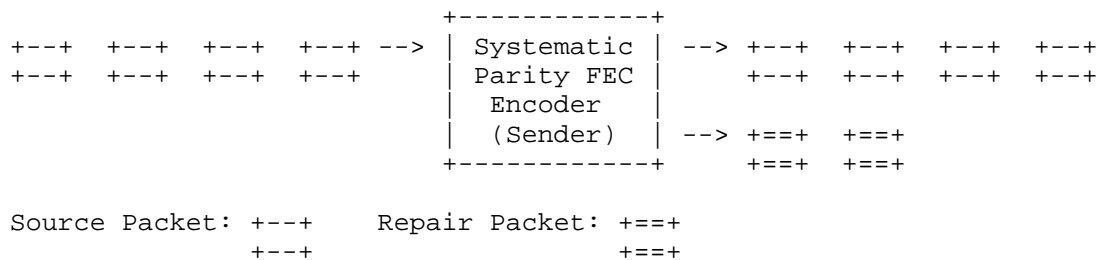 +------------+
+--+  +--+  +--+  +--+ --> | Systematic | --> +--+  +--+  +--+  +--+
+--+  +--+  +--+  +--+     | Parity FEC |     +--+  +--+  +--+  +--+
                           |  Encoder   |
                           |  (Sender)  | --> +==+  +==+
                           +------------+     +==+  +==+

Source Packet: +--+    Repair Packet: +==+
               +--+                   +==+